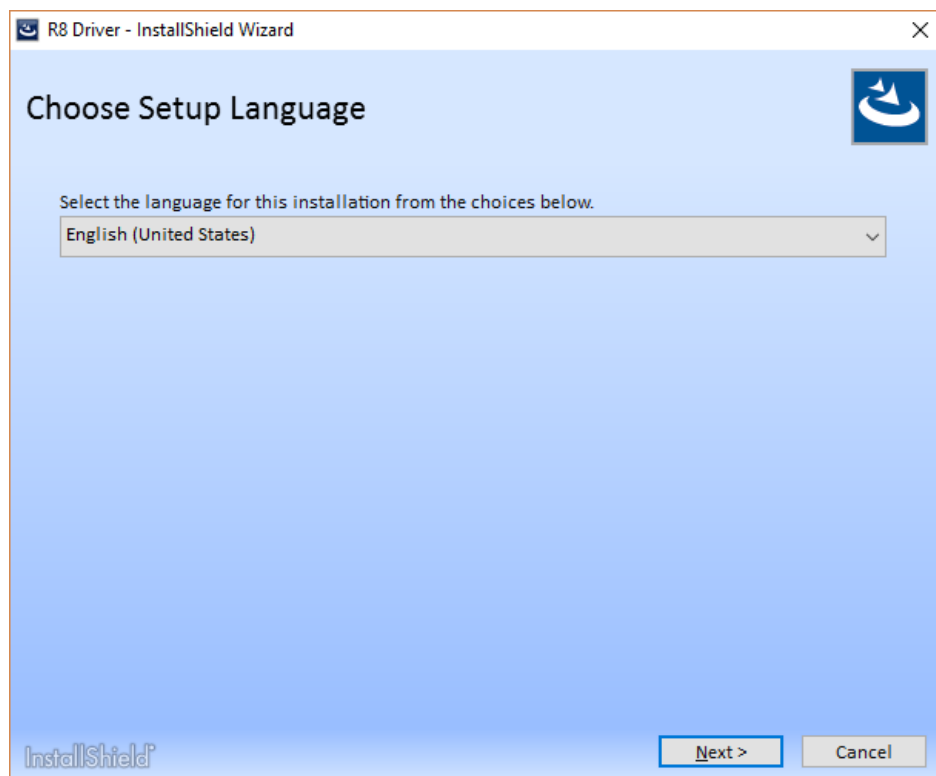 R8 Driver - InstallShield Wizard
Choose Setup Language
Select the language for this installation from the choices below.
English (United States)
InstallShield®
Next >
Cancel